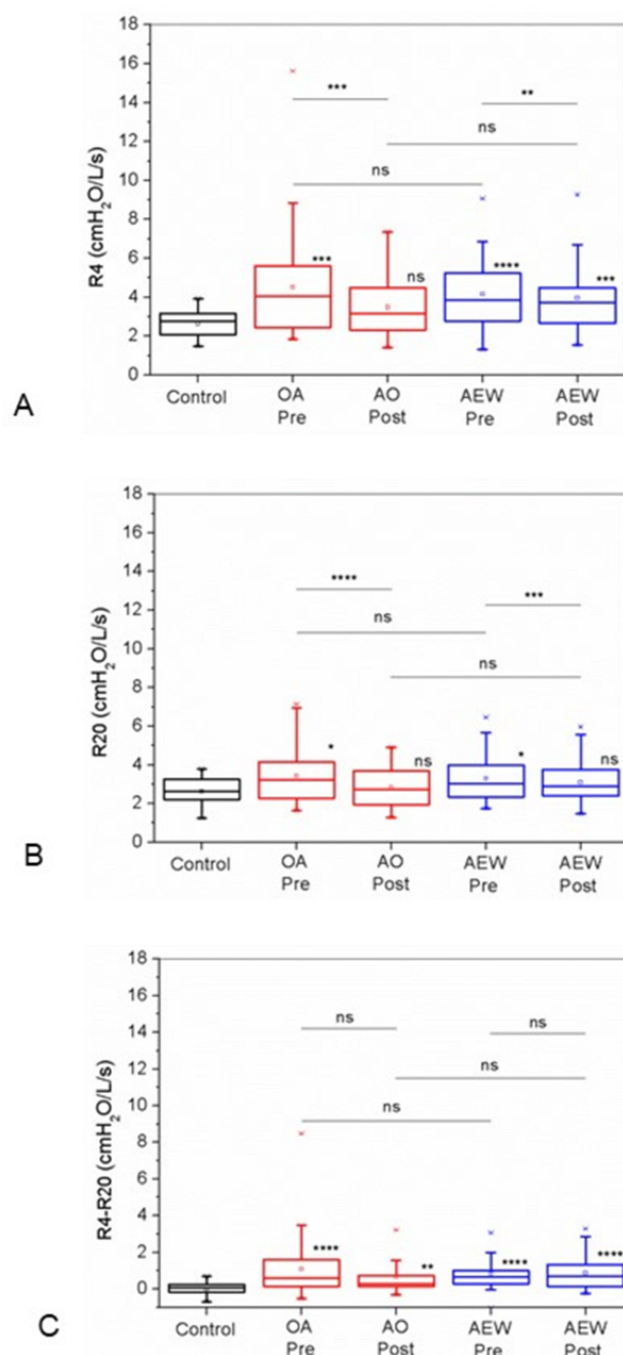 18
16
14
12
10
8
6
4
2
0
R4 (cmH₂O/L/s)
***
**
ns
ns
***
ns
****
***
Control
OA
Pre
AO
Post
AEW
Pre
AEW
Post
A
18
16
14
12
10
8
6
4
2
0
R20 (cmH₂O/L/s)
****
***
ns
ns
*
ns
*
ns
Control
OA
Pre
AO
Post
AEW
Pre
AEW
Post
B
18
16
14
12
10
8
6
4
2
0
R4-R20 (cmH₂O/L/s)
ns
ns
ns
ns
****
**
****
****
Control
OA
Pre
AO
Post
AEW
Pre
AEW
Post
C